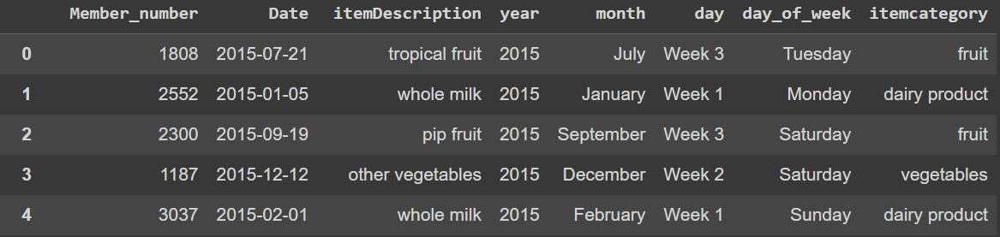 Member_number Date itemDescription year month day day_of_week itemcategory
0 1808 2015-07-21 tropical fruit 2015 July Week 3 Tuesday fruit
1 2552 2015-01-05 whole milk 2015 January Week 1 Monday dairy product
2 2300 2015-09-19 pip fruit 2015 September Week 3 Saturday fruit
3 1187 2015-12-12 other vegetables 2015 December Week 2 Saturday vegetables
4 3037 2015-02-01 whole milk 2015 February Week 1 Sunday dairy product